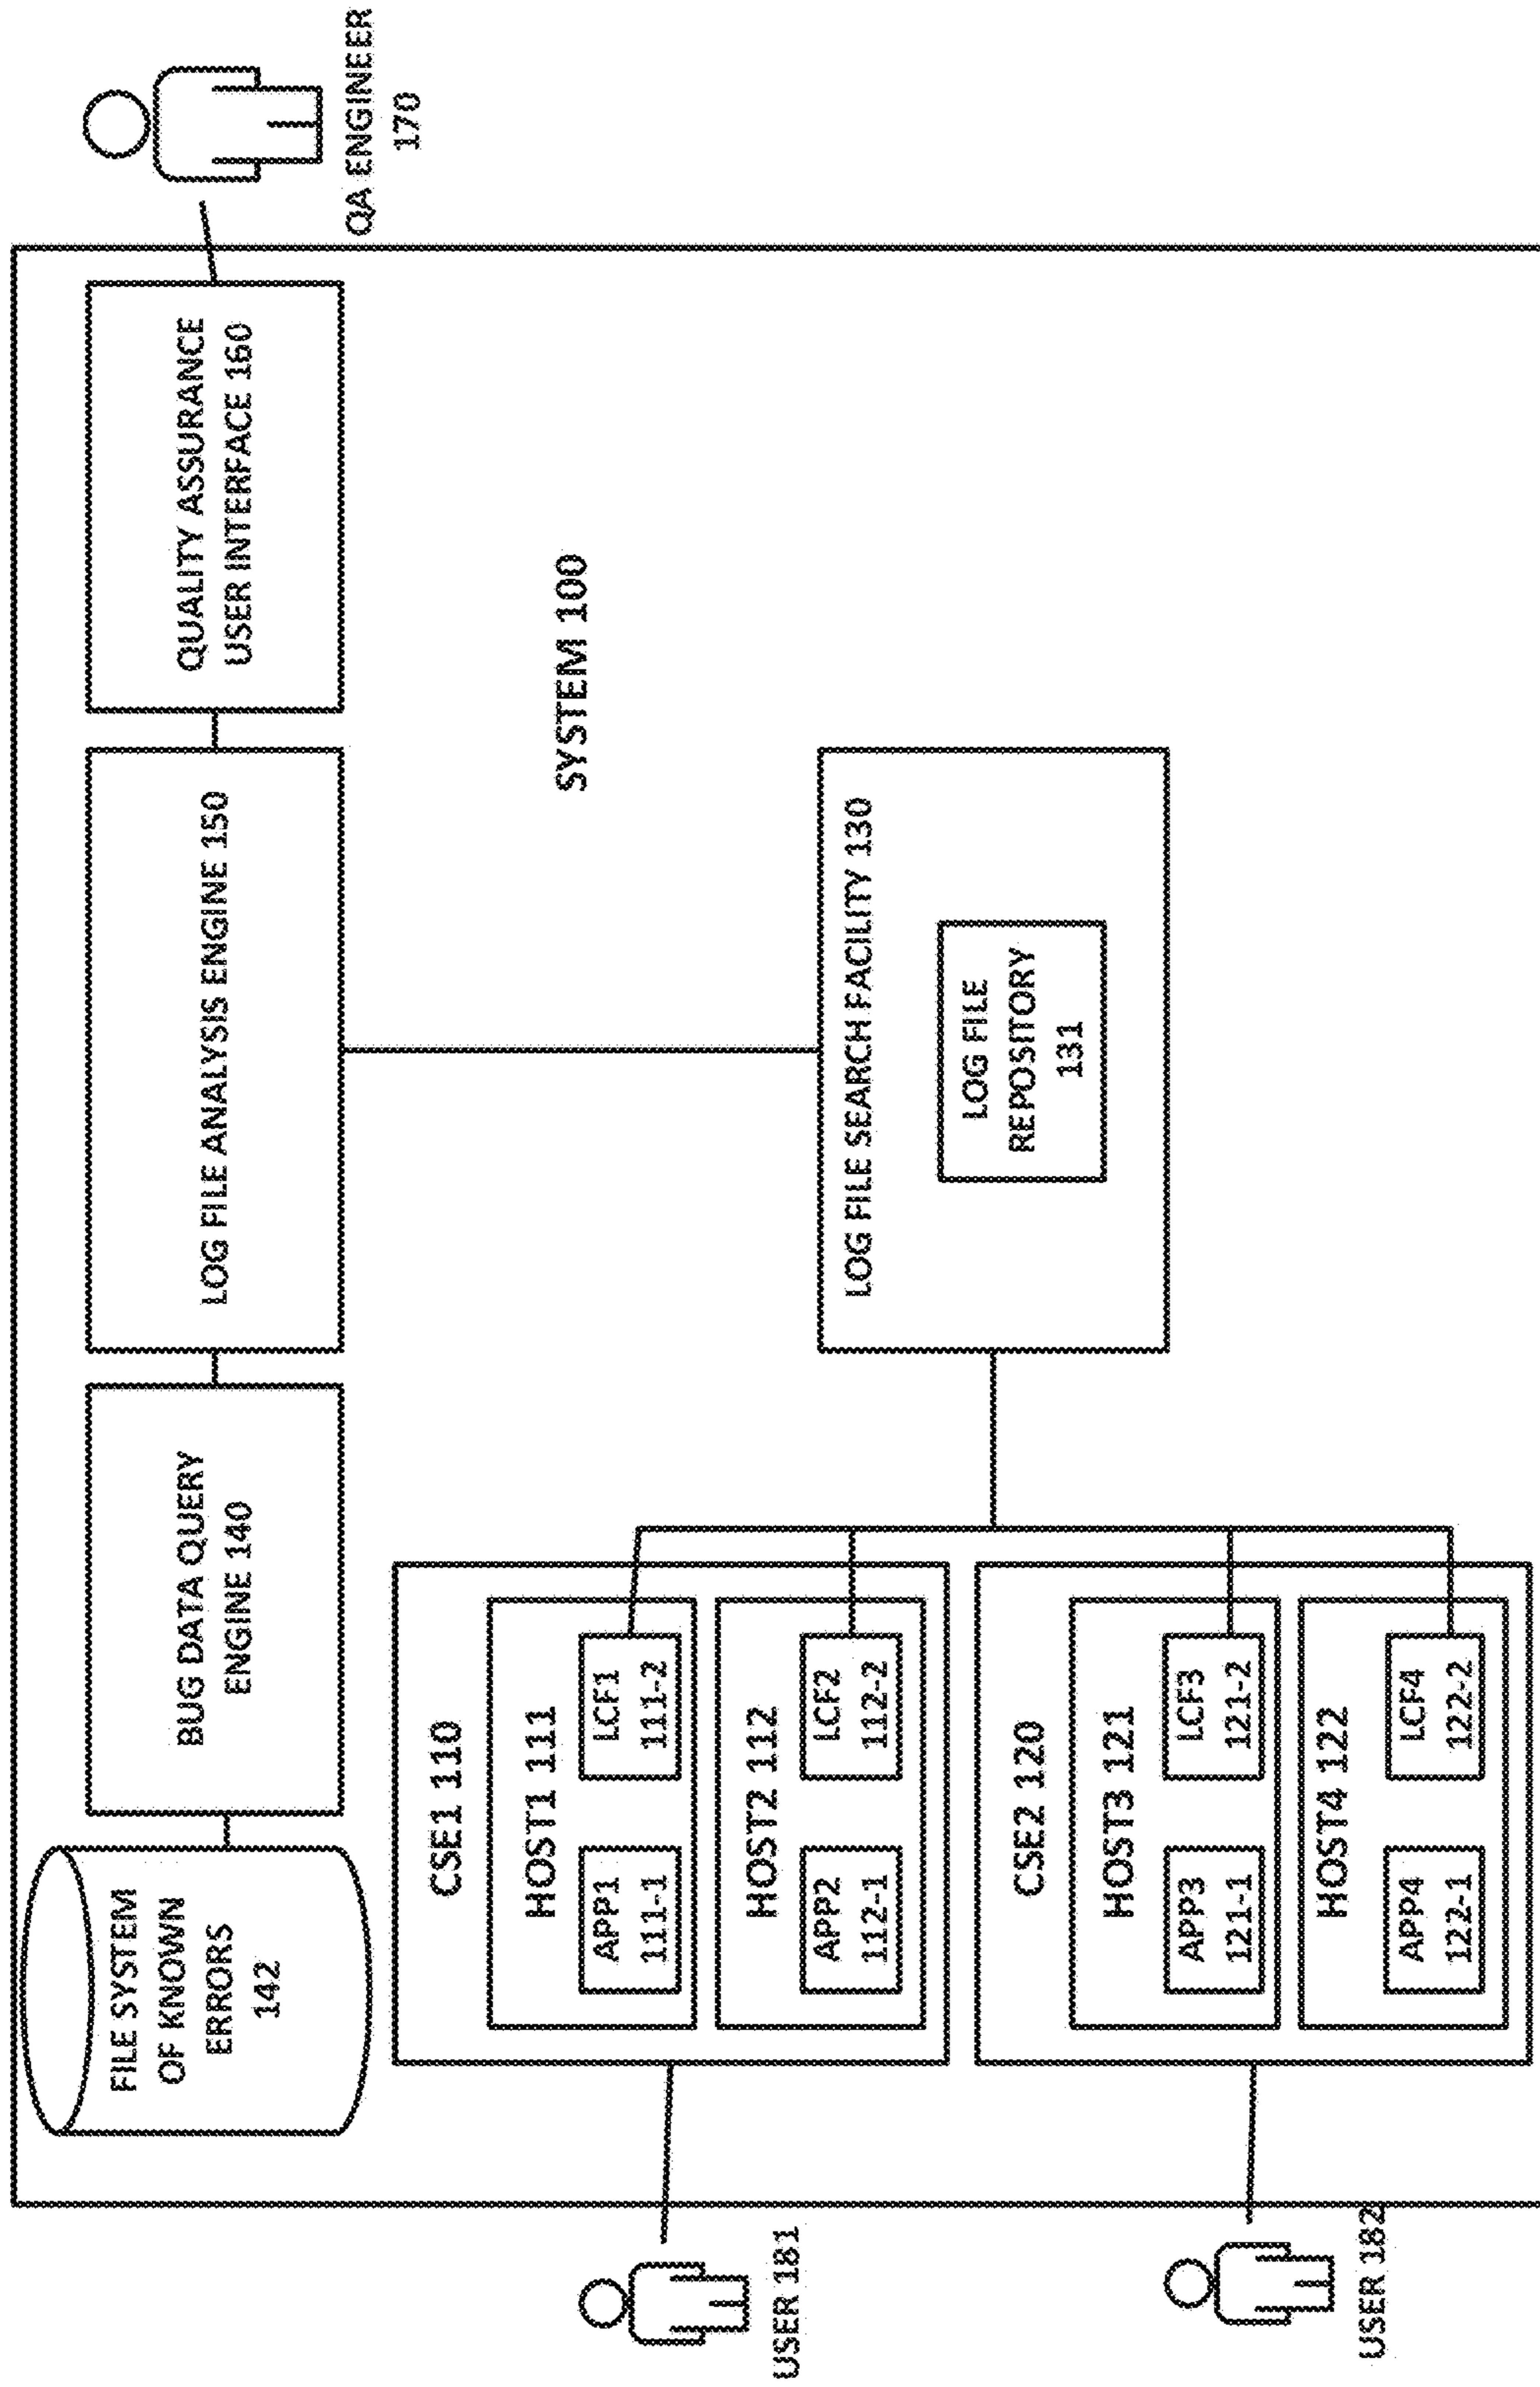 FILE SYSTEM
OF KNOWN
ERRORS
142
BUG DATA QUERY
ENGINE 140
LOG FILE ANALYSIS ENGINE 150
QUALITY ASSURANCE
USER INTERFACE 160
QA ENGINEER
170
SYSTEM 100
CSE1 110
HOST1 111
APP1
111-1
LCF1
111-2
HOST2 112
APP2
112-1
LCF2
112-2
CSE2 120
HOST3 121
APP3
121-1
LCF3
121-2
HOST4 122
APP4
122-1
LCF4
122-2
LOG FILE SEARCH FACILITY 130
LOG FILE
REPOSITORY
131
USER 181
USER 182